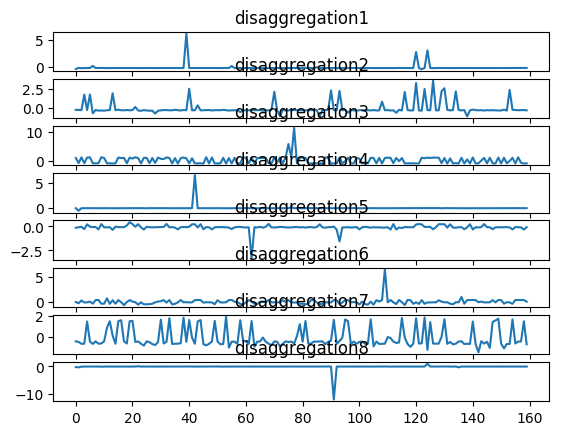 disaggregation1
5
0
disaggregation2
2.5
0.0
disaggregation3
10
0
disaggregation4
5
0
disaggregation5
0.0
−2.5
disaggregation6
5
0
disaggregation7
2
0
disaggregation8
0
−10
0 20 40 60 80 100 120 140 160